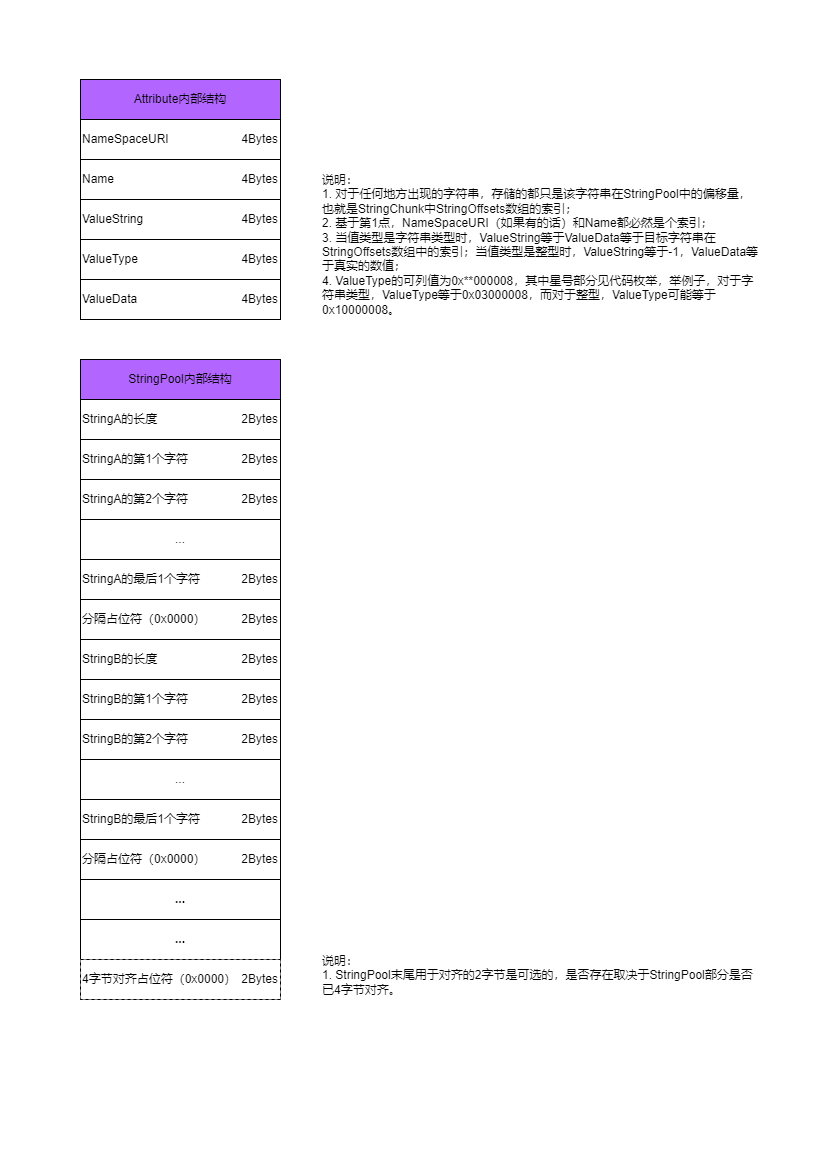 Attribute内部结构
NameSpaceURI 4Bytes
Name 4Bytes
ValueString 4Bytes
ValueType 4Bytes
ValueData 4Bytes
说明：
1. 对于任何地方出现的字符串，存储的都只是该字符串在StringPool中的偏移量，
也就是StringChunk中StringOffsets数组的索引；
2. 基于第1点，NameSpaceURI（如果有的话）和Name都必然是个索引；
3. 当值类型是字符串类型时，ValueString等于ValueData等于目标字符串在
StringOffsets数组中的索引；当值类型是整型时，ValueString等于-1，ValueData等
于真实的数值；
4. ValueType的可列值为0x**000008，其中星号部分见代码枚举，举例子，对于字
符串类型，ValueType等于0x03000008，而对于整型，ValueType可能等于
0x10000008。
StringPool内部结构
StringA的长度 2Bytes
StringA的第1个字符 2Bytes
StringA的第2个字符 2Bytes
...
StringA的最后1个字符 2Bytes
分隔占位符（0x0000） 2Bytes
StringB的长度 2Bytes
StringB的第1个字符 2Bytes
StringB的第2个字符 2Bytes
...
StringB的最后1个字符 2Bytes
分隔占位符（0x0000） 2Bytes
...
...
4字节对齐占位符（0x0000） 2Bytes
说明：
1. StringPool末尾用于对齐的2字节是可选的，是否存在取决于StringPool部分是否
已4字节对齐。